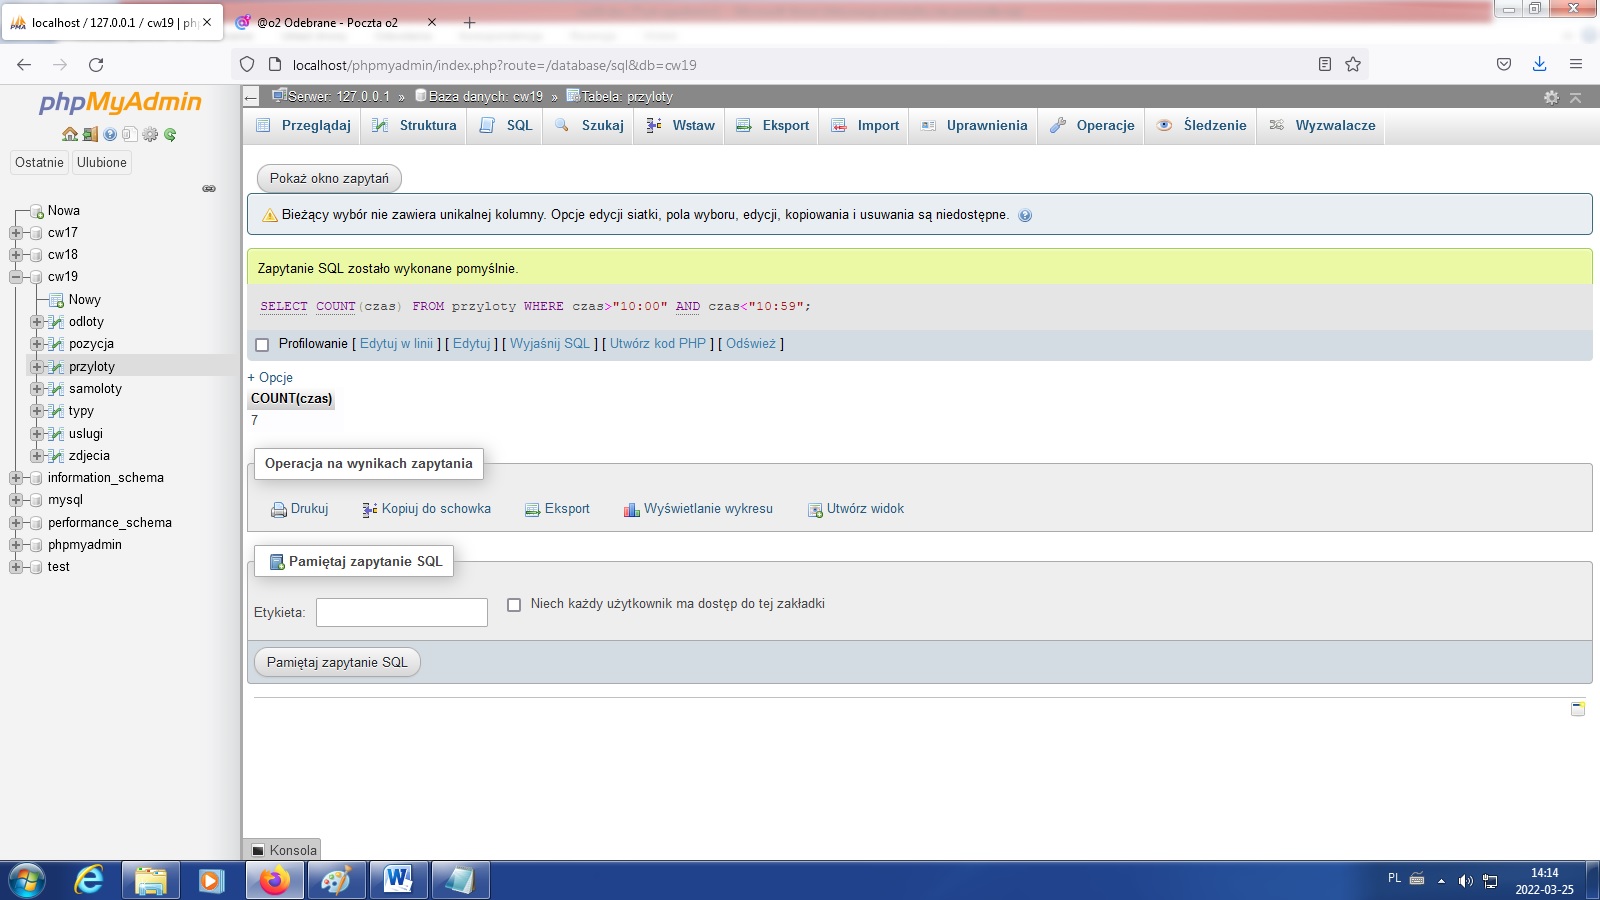 localhost / 127.0.0.1 / cw19 | ph
@o2 Odebrane - Poczta o2
localhost/phpmyadmin/index.php?route=/database/sql&db=cw19
phpMyAdmin
Ostatnie
Ulubione
Nowa
cw17
cw18
cw19
Nowy
odloty
pozycja
przyloty
samoloty
typy
uslugi
zdjecia
information_schema
mysql
performance_schema
phpmyadmin
test
Serwer: 127.0.0.1 » Baza danych: cw19 » Tabela: przyloty
Przeglądaj Struktura SQL Szukaj Wstaw Eksport Import Uprawnienia Operacje Śledzenie Wyzwalacze
Pokaż okno zapytań
Bieżący wybór nie zawiera unikalnej kolumny. Opcje edycji siatki, pola wyboru, edycji, kopiowania i usuwania są niedostępne.
Zapytanie SQL zostało wykonane pomyślnie.
SELECT COUNT(czas) FROM przyloty WHERE czas>"10:00" AND czas<"10:59";
Profilowanie [ Edytuj w linii ] [ Edytuj ] [ Wyjaśnij SQL ] [ Utwórz kod PHP ] [ Odśwież ]
+ Opcje
COUNT(czas)
7
Operacja na wynikach zapytania
Drukuj Kopiuj do schowka Eksport Wyświetlanie wykresu Utwórz widok
Pamiętaj zapytanie SQL
Etykieta:
Niech każdy użytkownik ma dostęp do tej zakładki
Pamiętaj zapytanie SQL
Konsola
PL
14:14
2022-03-25